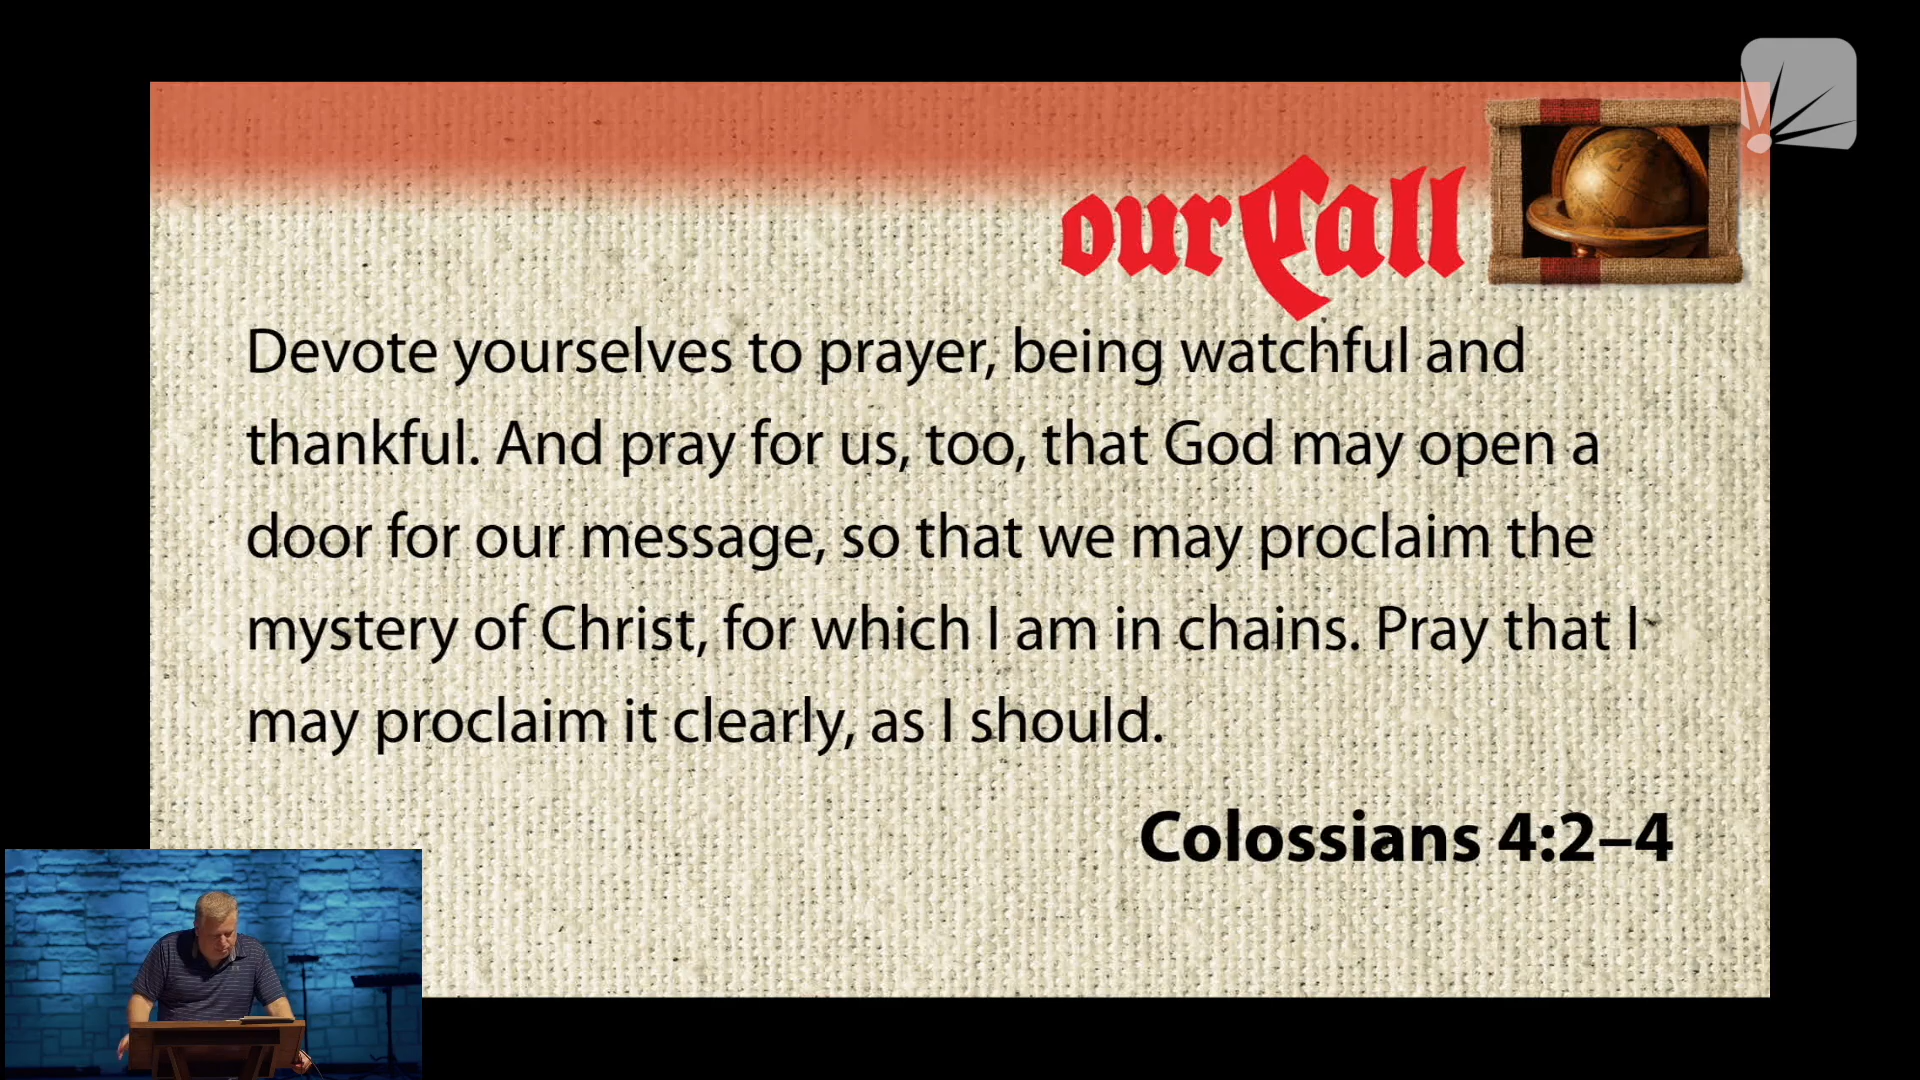 our Call
Devote yourselves to prayer, being watchful and
thankful. And pray for us, too, that God may open a
door for our message, so that we may proclaim the
mystery of Christ, for which I am in chains. Pray that I
may proclaim it clearly, as I should.
Colossians 4:2–4